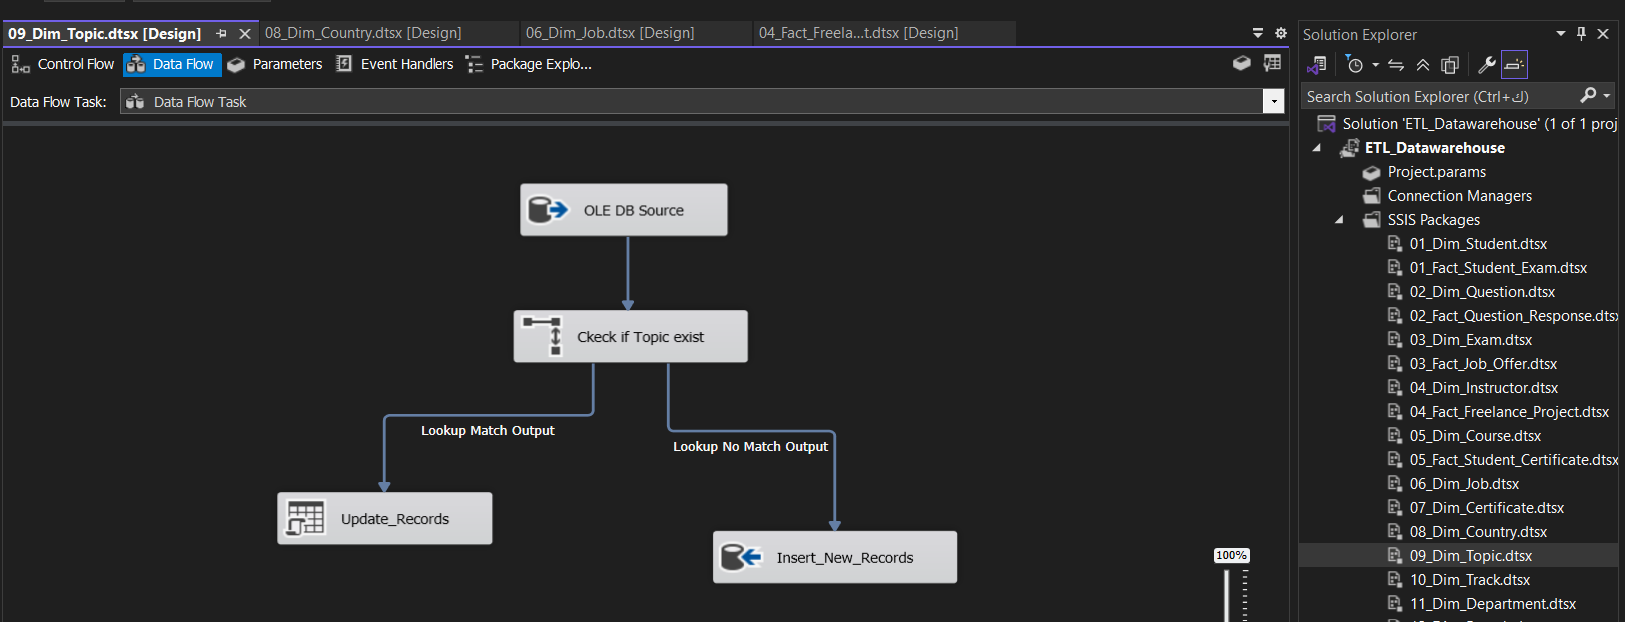 09_Dim_Topic.dtsx [Design]
08_Dim_Country.dtsx [Design]
06_Dim_Job.dtsx [Design]
04_Fact_Freela...t.dtsx [Design]
Control Flow
Data Flow
Parameters
Event Handlers
Package Explo...
Data Flow Task:
Data Flow Task
OLE DB Source
Ckeck if Topic exist
Lookup Match Output
Lookup No Match Output
Update_Records
Insert_New_Records
100%
Solution Explorer
Search Solution Explorer (Ctrl+ك)
Solution 'ETL_Datawarehouse' (1 of 1 proj
ETL_Datawarehouse
Project.params
Connection Managers
SSIS Packages
01_Dim_Student.dtsx
01_Fact_Student_Exam.dtsx
02_Dim_Question.dtsx
02_Fact_Question_Response.dtsx
03_Dim_Exam.dtsx
03_Fact_Job_Offer.dtsx
04_Dim_Instructor.dtsx
04_Fact_Freelance_Project.dtsx
05_Dim_Course.dtsx
05_Fact_Student_Certificate.dtsx
06_Dim_Job.dtsx
07_Dim_Certificate.dtsx
08_Dim_Country.dtsx
09_Dim_Topic.dtsx
10_Dim_Track.dtsx
11_Dim_Department.dtsx